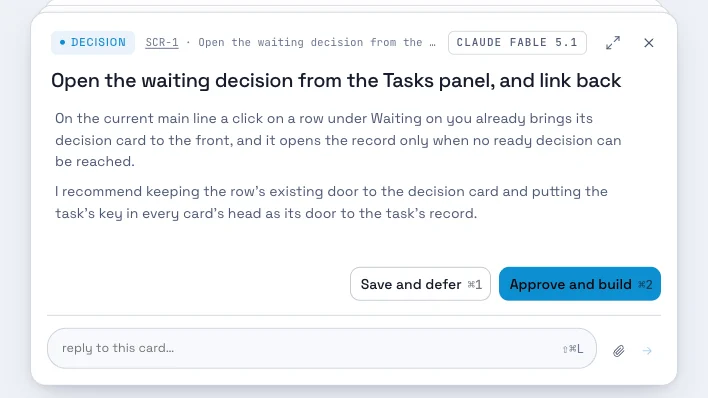 DECISION SCR-1 · Open the waiting decision from the … CLAUDE FABLE 5.1
Open the waiting decision from the Tasks panel, and link back
On the current main line a click on a row under Waiting on you already brings its
decision card to the front, and it opens the record only when no ready decision can
be reached.
I recommend keeping the row's existing door to the decision card and putting the
task's key in every card's head as its door to the task's record.
Save and defer ⌘1 Approve and build ⌘2
reply to this card… ⇧⌘L